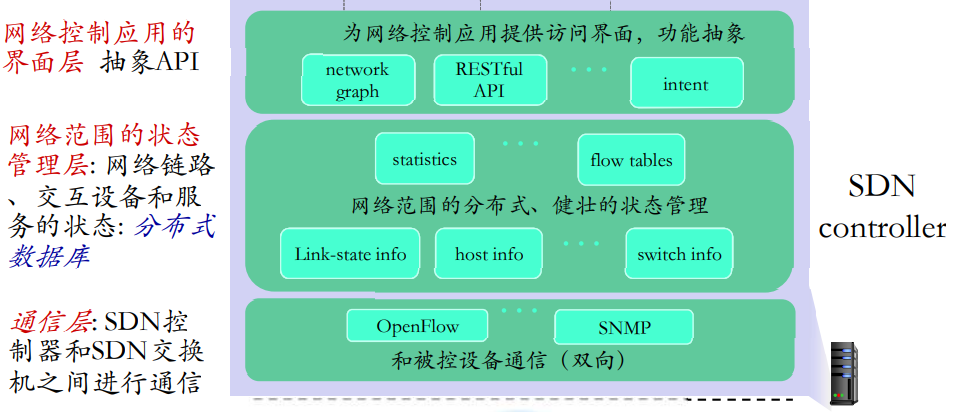 网络控制应用的
界面层 抽象API
为网络控制应用提供访问界面，功能抽象
network
graph
RESTful
API
intent
网络范围的状态
管理层: 网络链路
、交互设备和服
务的状态: 分布式
数据库
statistics
flow tables
网络范围的分布式、健壮的状态管理
Link-state info
host info
switch info
SDN
controller
通信层: SDN控
制器和SDN交换
机之间进行通信
OpenFlow
SNMP
和被控设备通信（双向）